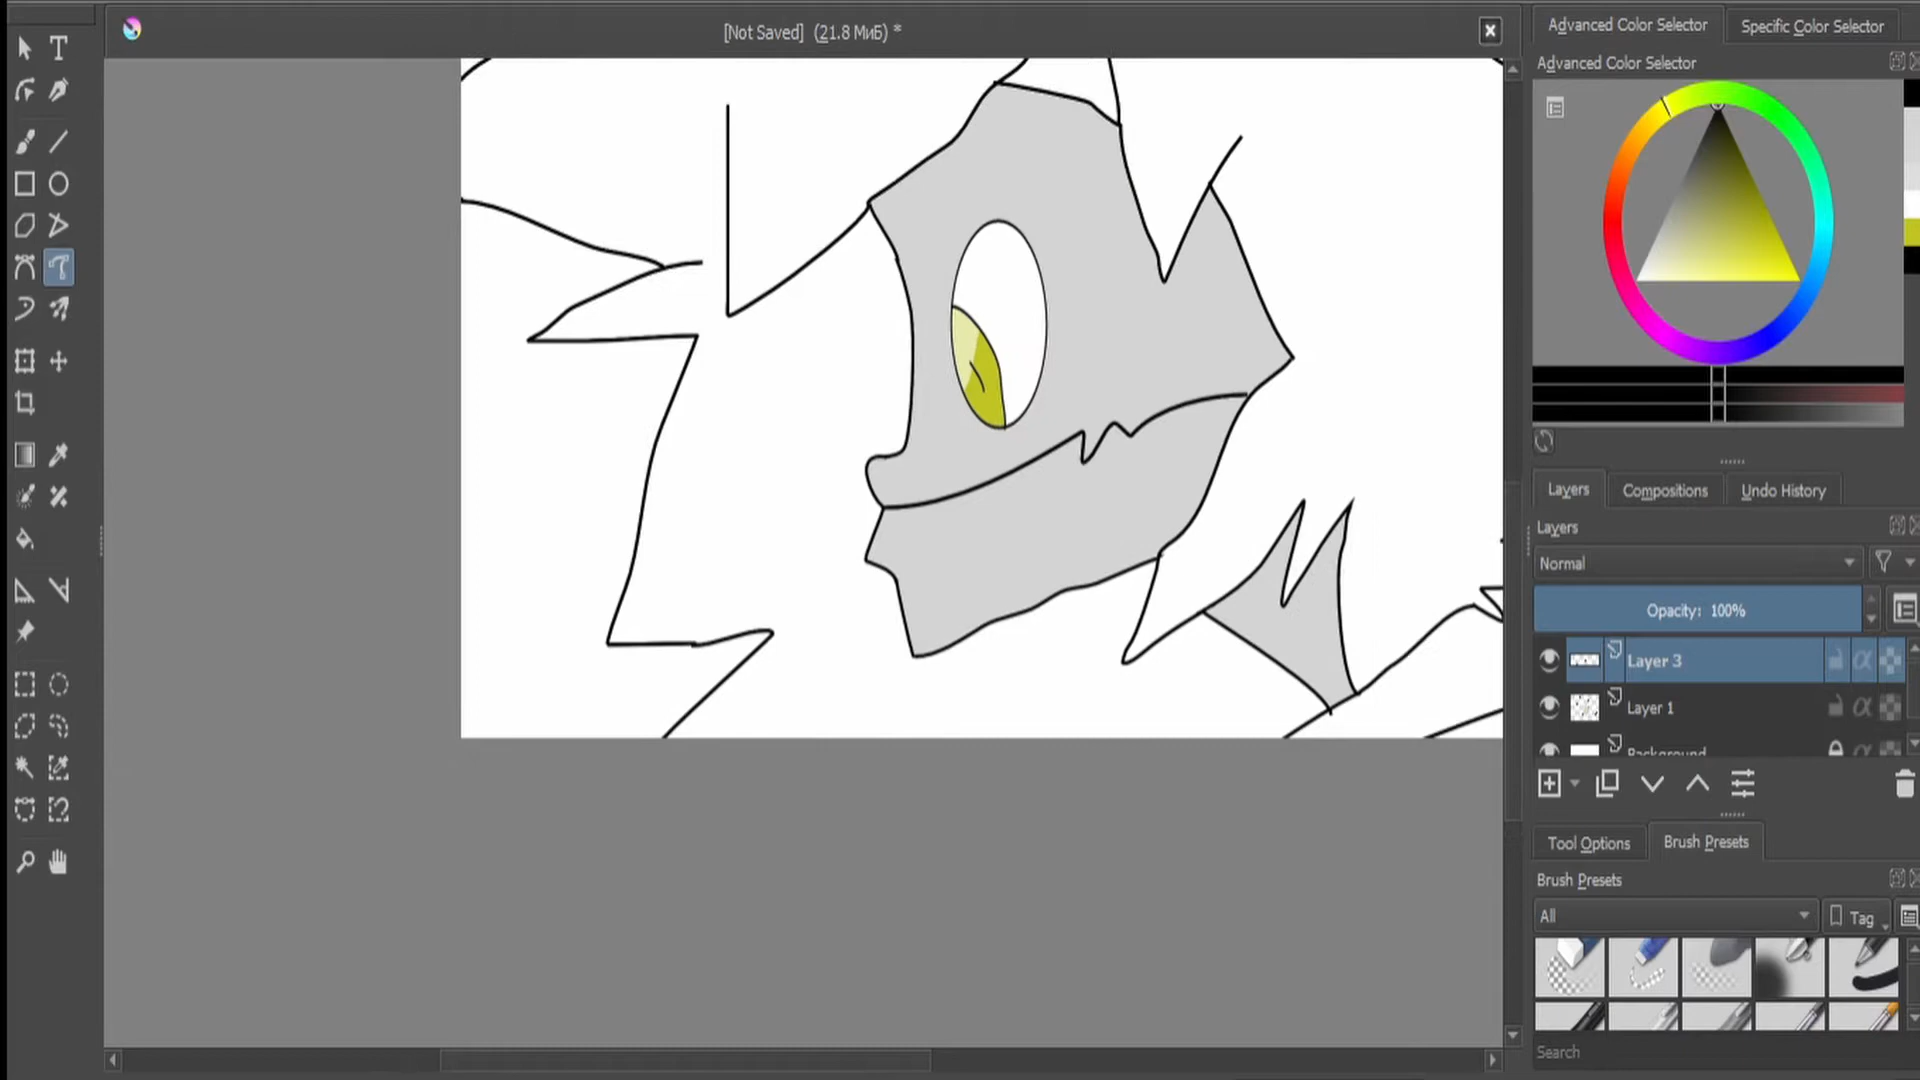 [Not Saved] (21.8 МиБ) *
Advanced Color Selector
Specific Color Selector
Advanced Color Selector
Layers
Compositions
Undo History
Layers
Normal
Opacity: 100%
Layer 3
Layer 1
Background
Tool Options
Brush Presets
Brush Presets
All
Tag
Search